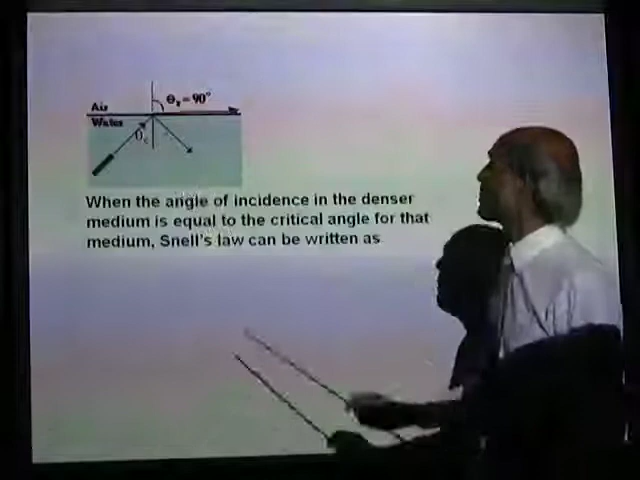 Air
θr = 90°
Water
θc
When the angle of incidence in the denser
medium is equal to the critical angle for that
medium, Snell's law can be written as